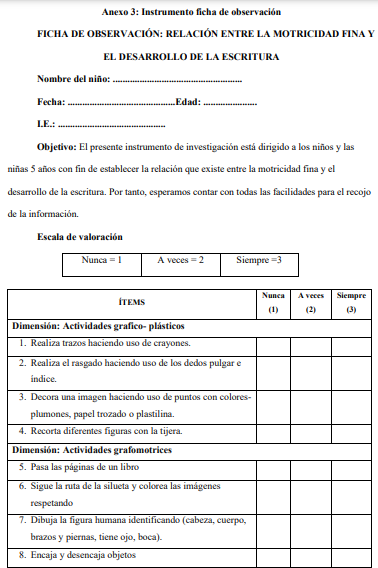 Anexo 3: Instrumento ficha de observación
FICHA DE OBSERVACIÓN: RELACIÓN ENTRE LA MOTRICIDAD FINA Y
EL DESARROLLO DE LA ESCRITURA
Nombre del niño: ....................................................
Fecha: ...........................................Edad: ......................
I.E.: ...........................................
Objetivo: El presente instrumento de investigación está dirigido a los niños y las
niñas 5 años con fin de establecer la relación que existe entre la motricidad fina y el
desarrollo de la escritura. Por tanto, esperamos contar con todas las facilidades para el recojo
de la información.
Escala de valoración
Nunca = 1 A veces = 2 Siempre =3
ÍTEMS Nunca (1) A veces (2) Siempre (3)
Dimensión: Actividades grafico- plásticos
1. Realiza trazos haciendo uso de crayones.
2. Realiza el rasgado haciendo uso de los dedos pulgar e
índice.
3. Decora una imagen haciendo uso de puntos con colores-
plumones, papel trozado o plastilina.
4. Recorta diferentes figuras con la tijera.
Dimensión: Actividades grafomotrices
5. Pasa las páginas de un libro
6. Sigue la ruta de la silueta y colorea las imágenes
respetando
7. Dibuja la figura humana identificando (cabeza, cuerpo,
brazos y piernas, tiene ojo, boca).
8. Encaja y desencaja objetos